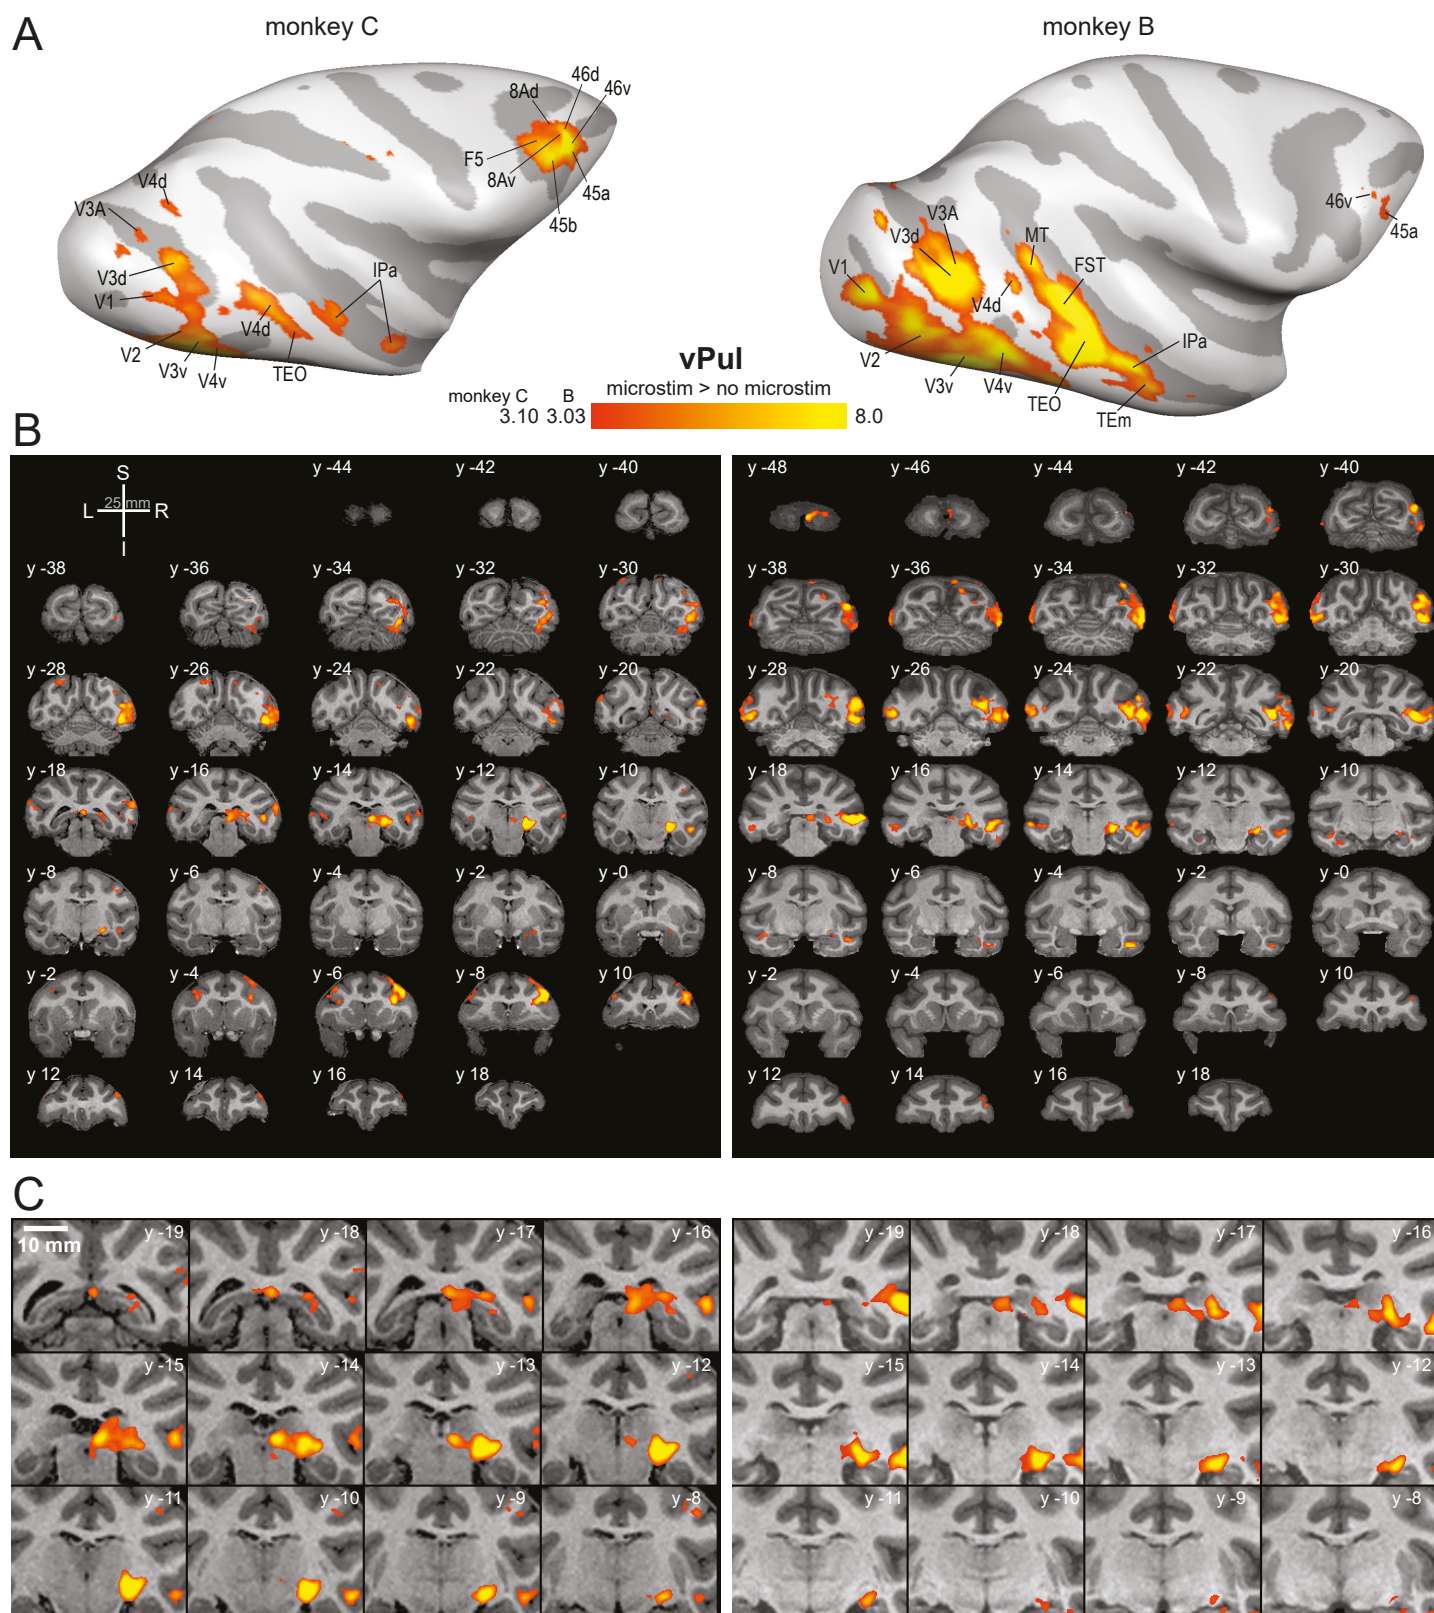 A
monkey C
monkey B
46d
8Ad
46v
F5
8Av
45a
45b
V4d
V3A
V3d
V1
V2
V3v
V4v
V4d
TEO
IPa
V3A
V3d
MT
FST
V1
V4d
V2
V3v
V4v
TEO
IPa
TEm
46v
45a
vPul
microstim > no microstim
monkey C B
3.10 3.03 8.0
B
S
25 mm
L R
I
y -44 y -42 y -40
y -38 y -36 y -34 y -32 y -30
y -28 y -26 y -24 y -22 y -20
y -18 y -16 y -14 y -12 y -10
y -8 y -6 y -4 y -2 y -0
y -2 y -4 y -6 y -8 y 10
y 12 y 14 y 16 y 18
y -48 y -46 y -44 y -42 y -40
y -38 y -36 y -34 y -32 y -30
y -28 y -26 y -24 y -22 y -20
y -18 y -16 y -14 y -12 y -10
y -8 y -6 y -4 y -2 y -0
y -2 y -4 y -6 y -8 y 10
y 12 y 14 y 16 y 18
C
10 mm
y -19 y -18 y -17 y -16
y -15 y -14 y -13 y -12
y -11 y -10 y -9 y -8
y -19 y -18 y -17 y -16
y -15 y -14 y -13 y -12
y -11 y -10 y -9 y -8